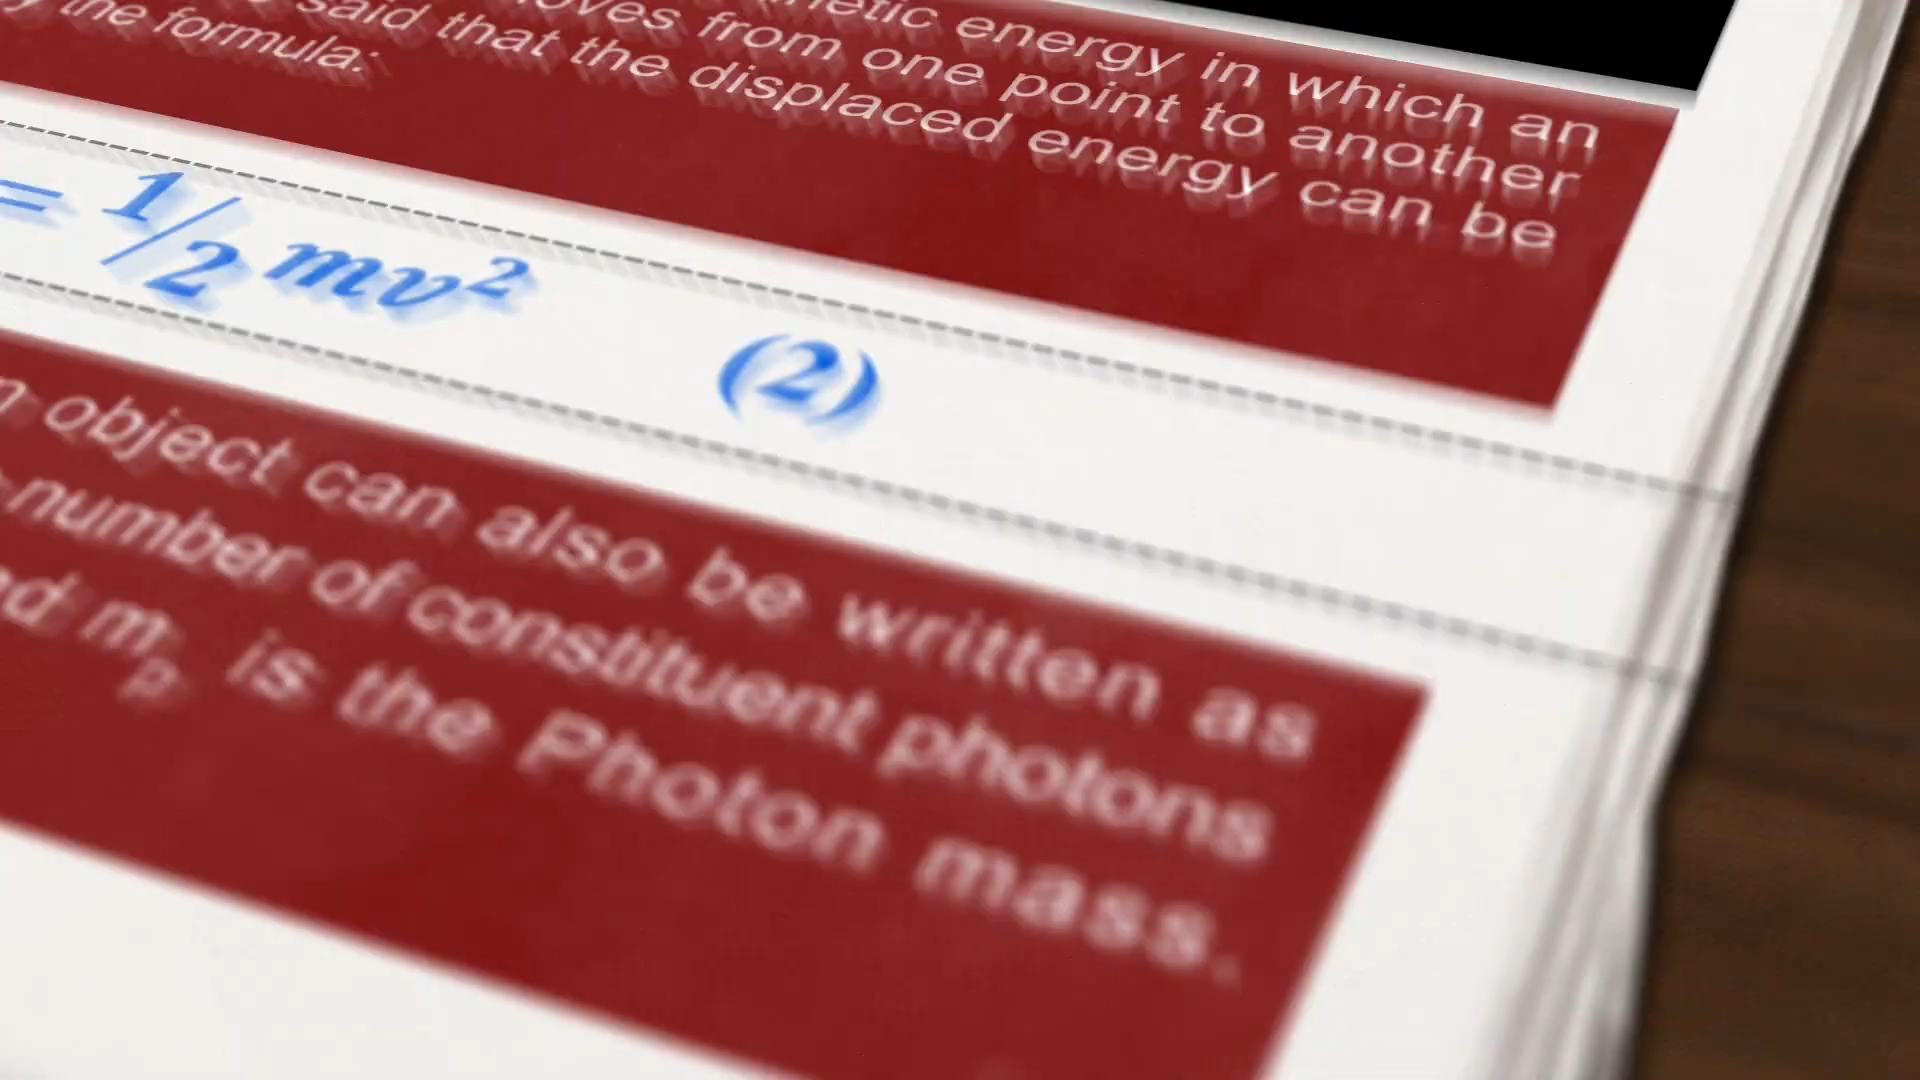 kinetic energy in which an
moves from one point to another
said that the displaced energy can be
the formula:
= 1/2 mv² (2)
object can also be written as
number of constituent photons
mₚ is the Photon mass.